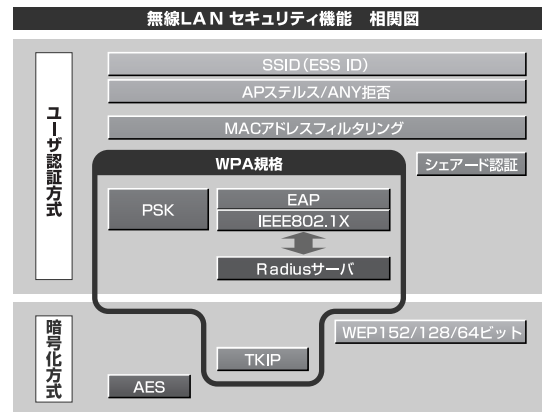 無線LAN セキュリティ機能 相関図
ユーザ認証方式
SSID(ESS ID)
APステルス/ANY拒否
MACアドレスフィルタリング
WPA規格
シェアード認証
PSK
EAP
IEEE802.1X
Radiusサーバ
暗号化方式
WEP152/128/64ビット
TKIP
AES